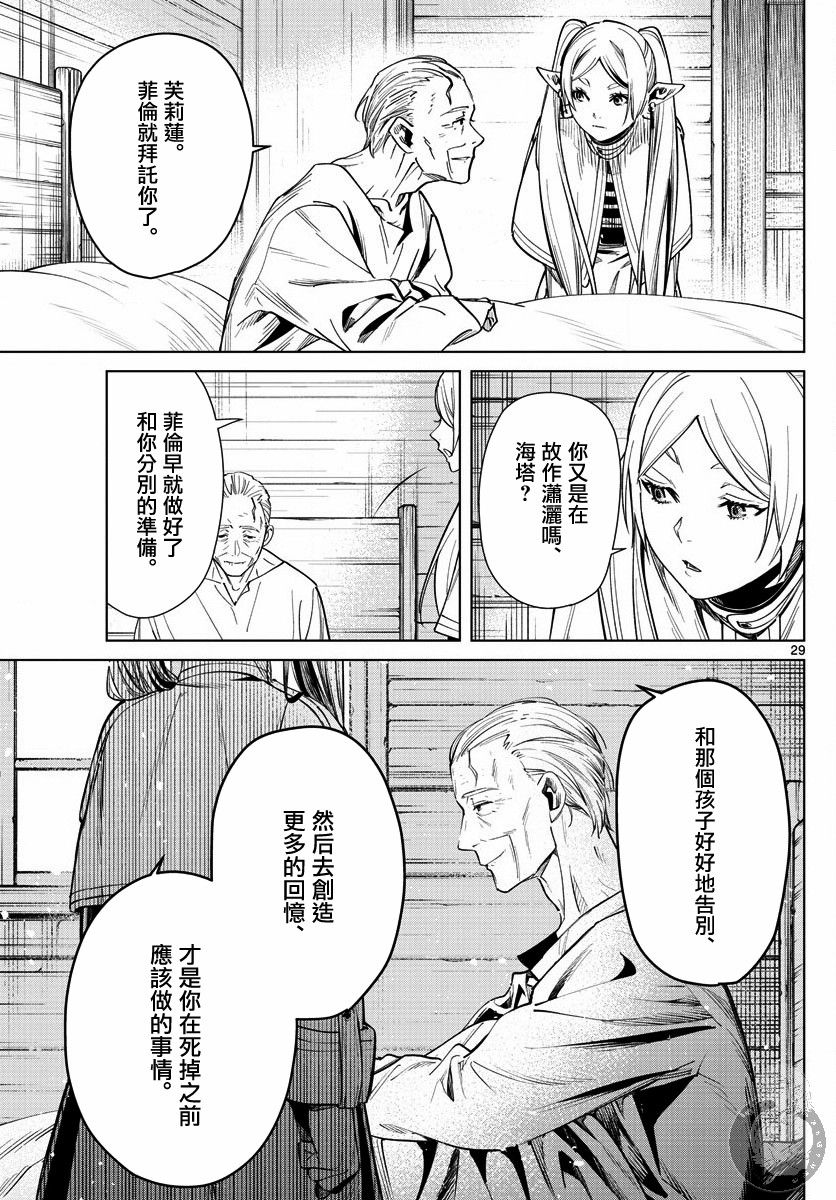 芙莉蓮。
菲倫就拜託你了。
你又是在
故作瀟灑嗎、
海塔？
菲倫早就做好了
和你分別的準備。
29
和那個孩子好好地告別、
然后去創造
更多的回憶、
才是你在死掉之前
應該做的事情。